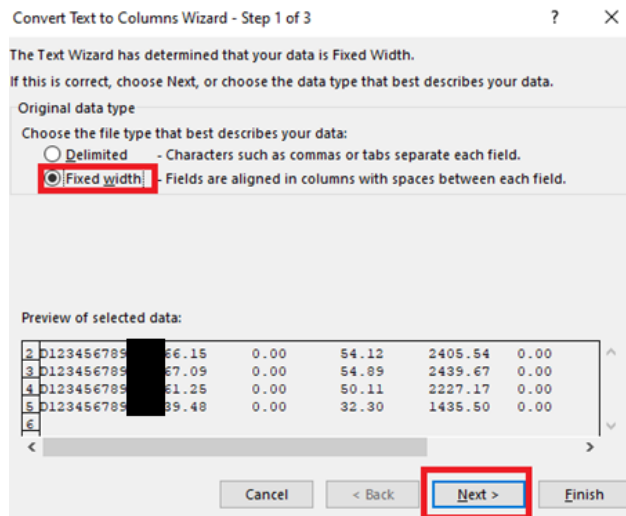 Convert Text to Columns Wizard - Step 1 of 3 ? ×
The Text Wizard has determined that your data is Fixed Width.
If this is correct, choose Next, or choose the data type that best describes your data.
Original data type
Choose the file type that best describes your data:
Delimited - Characters such as commas or tabs separate each field.
Fixed width - Fields are aligned in columns with spaces between each field.
Preview of selected data:
2 D123456789 66.15 0.00 54.12 2405.54 0.00
3 D123456789 67.09 0.00 54.89 2439.67 0.00
4 D123456789 61.25 0.00 50.11 2227.17 0.00
5 D123456789 39.48 0.00 32.30 1435.50 0.00
6
Cancel < Back Next > Finish